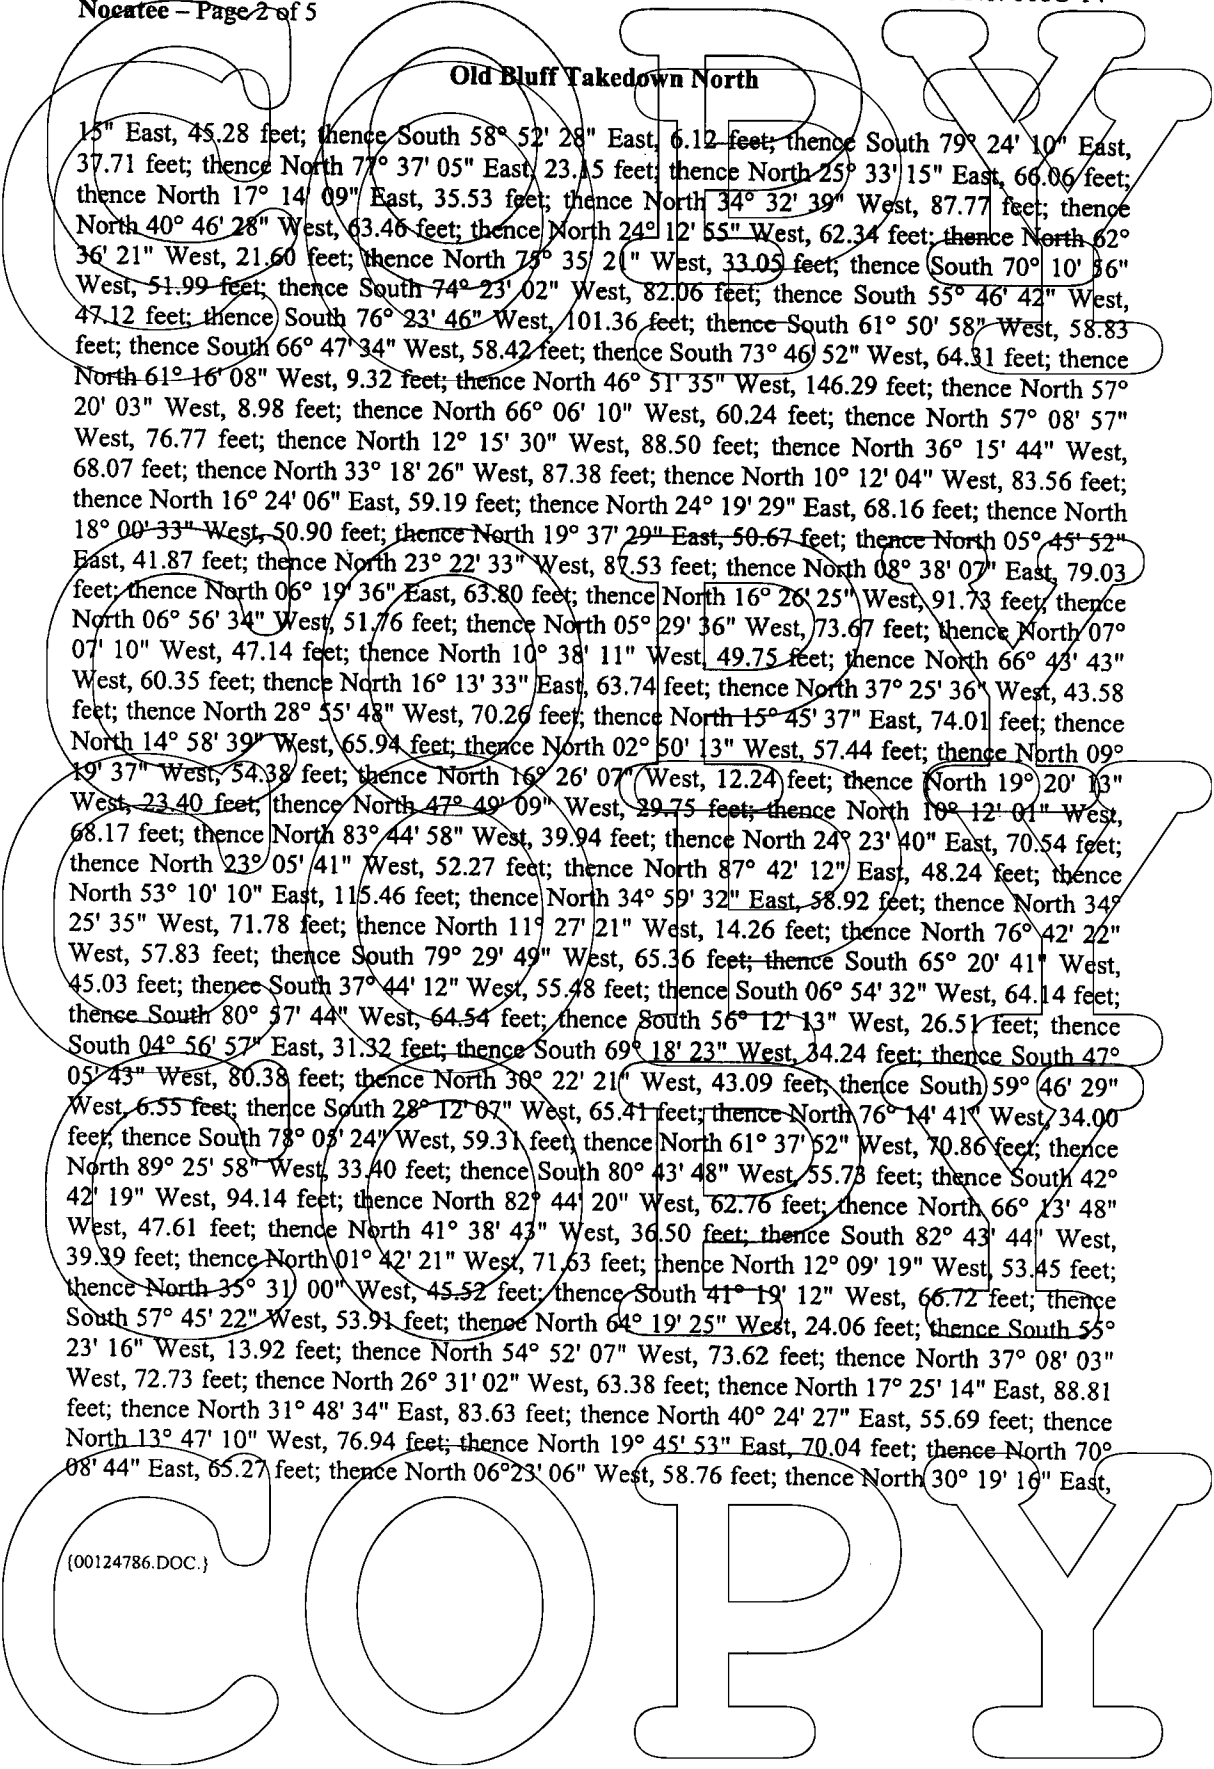 Nocatee – Page 2 of 5
Old Bluff Takedown North
15" East, 45.28 feet; thence South 58° 52' 28" East, 6.12 feet; thence South 79° 24' 10" East,
37.71 feet; thence North 77° 37' 05" East, 23.15 feet; thence North 25° 33' 15" East, 66.06 feet;
thence North 17° 14' 09" East, 35.53 feet; thence North 34° 32' 39" West, 87.77 feet; thence
North 40° 46' 28" West, 63.46 feet; thence North 24° 12' 55" West, 62.34 feet; thence North 62°
36' 21" West, 21.60 feet; thence North 75° 35' 21" West, 33.05 feet; thence South 70° 10' 56"
West, 51.99 feet; thence South 74° 23' 02" West, 82.06 feet; thence South 55° 46' 42" West,
47.12 feet; thence South 76° 23' 46" West, 101.36 feet; thence South 61° 50' 58" West, 58.83
feet; thence South 66° 47' 34" West, 58.42 feet; thence South 73° 46' 52" West, 64.31 feet; thence
North 61° 16' 08" West, 9.32 feet; thence North 46° 51' 35" West, 146.29 feet; thence North 57°
20' 03" West, 8.98 feet; thence North 66° 06' 10" West, 60.24 feet; thence North 57° 08' 57"
West, 76.77 feet; thence North 12° 15' 30" West, 88.50 feet; thence North 36° 15' 44" West,
68.07 feet; thence North 33° 18' 26" West, 87.38 feet; thence North 10° 12' 04" West, 83.56 feet;
thence North 16° 24' 06" East, 59.19 feet; thence North 24° 19' 29" East, 68.16 feet; thence North
18° 00' 33" West, 50.90 feet; thence North 19° 37' 29" East, 50.67 feet; thence North 05° 45' 52"
East, 41.87 feet; thence North 23° 22' 33" West, 87.53 feet; thence North 08° 38' 07" East, 79.03
feet; thence North 06° 19' 36" East, 63.80 feet; thence North 16° 26' 25" West, 91.73 feet; thence
North 06° 56' 34" West, 51.76 feet; thence North 05° 29' 36" West, 73.67 feet; thence North 07°
07' 10" West, 47.14 feet; thence North 10° 38' 11" West, 49.75 feet; thence North 66° 43' 43"
West, 60.35 feet; thence North 16° 13' 33" East, 63.74 feet; thence North 37° 25' 36" West, 43.58
feet; thence North 28° 55' 48" West, 70.26 feet; thence North 15° 45' 37" East, 74.01 feet; thence
North 14° 58' 39" West, 65.94 feet; thence North 02° 50' 13" West, 57.44 feet; thence North 09°
19' 37" West, 54.38 feet; thence North 16° 26' 07" West, 12.24 feet; thence North 19° 20' 13"
West, 23.40 feet; thence North 47° 49' 09" West, 29.75 feet; thence North 10° 12' 01" West,
68.17 feet; thence North 83° 44' 58" West, 39.94 feet; thence North 24° 23' 40" East, 70.54 feet;
thence North 23° 05' 41" West, 52.27 feet; thence North 87° 42' 12" East, 48.24 feet; thence
North 53° 10' 10" East, 115.46 feet; thence North 34° 59' 32" East, 58.92 feet; thence North 34°
25' 35" West, 71.78 feet; thence North 11° 27' 21" West, 14.26 feet; thence North 76° 42' 22"
West, 57.83 feet; thence South 79° 29' 49" West, 65.36 feet; thence South 65° 20' 41" West,
45.03 feet; thence South 37° 44' 12" West, 55.48 feet; thence South 06° 54' 32" West, 64.14 feet;
thence South 80° 57' 44" West, 64.54 feet; thence South 56° 12' 13" West, 26.51 feet; thence
South 04° 56' 57" East, 31.32 feet; thence South 69° 18' 23" West, 34.24 feet; thence South 47°
05' 43" West, 80.38 feet; thence North 30° 22' 21" West, 43.09 feet; thence South 59° 46' 29"
West, 6.55 feet; thence South 28° 12' 07" West, 65.41 feet; thence North 76° 14' 41" West, 34.00
feet; thence South 78° 05' 24" West, 59.31 feet; thence North 61° 37' 52" West, 70.86 feet; thence
North 89° 25' 58" West, 33.40 feet; thence South 80° 43' 48" West, 55.73 feet; thence South 42°
42' 19" West, 94.14 feet; thence North 82° 44' 20" West, 62.76 feet; thence North 66° 13' 48"
West, 47.61 feet; thence North 41° 38' 43" West, 36.50 feet; thence South 82° 43' 44" West,
39.39 feet; thence North 01° 42' 21" West, 71.63 feet; thence North 12° 09' 19" West, 53.45 feet;
thence North 35° 31' 00" West, 45.52 feet; thence South 41° 19' 12" West, 66.72 feet; thence
South 57° 45' 22" West, 53.91 feet; thence North 64° 19' 25" West, 24.06 feet; thence South 55°
23' 16" West, 13.92 feet; thence North 54° 52' 07" West, 73.62 feet; thence North 37° 08' 03"
West, 72.73 feet; thence North 26° 31' 02" West, 63.38 feet; thence North 17° 25' 14" East, 88.81
feet; thence North 31° 48' 34" East, 83.63 feet; thence North 40° 24' 27" East, 55.69 feet; thence
North 13° 47' 10" West, 76.94 feet; thence North 19° 45' 53" East, 70.04 feet; thence North 70°
08' 44" East, 65.27 feet; thence North 06°23' 06" West, 58.76 feet; thence North 30° 19' 16" East,
{00124786.DOC.}
COPY
COPY
COPY
COPY
COPY